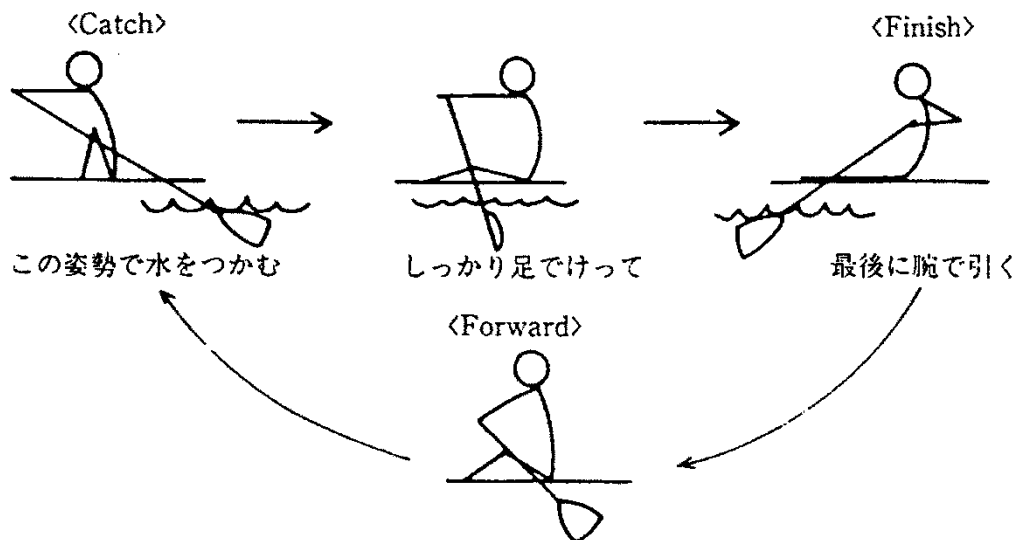 〈Catch〉
〈Finish〉
この姿勢で水をつかむ
しっかり足でけって
最後に腕で引く
〈Forward〉